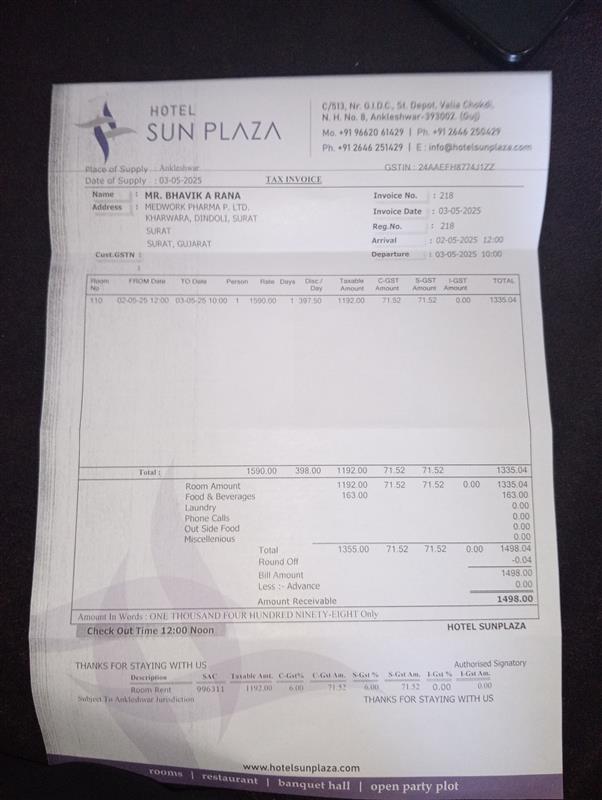 HOTEL
SUN PLAZA
C/513, Nr. G.I.D.C., St. Depot, Valia Chokdi,
N. H. No. 8, Ankleshwar-393002. (Guj)
Mo. +91 96620 61429 | Ph. +91 2646 250429
Ph. +91 2646 251429 | E : info@hotelsunplaza.com
Place of Supply : Ankleshwar
GSTIN : 24AAEFH8774J1ZZ
Date of Supply : 03-05-2025
TAX INVOICE
Name : MR. BHAVIK A RANA
Address : MEDWORK PHARMA P. LTD.
KHARWARA, DINDOLI, SURAT
SURAT
SURAT, GUJARAT
Cust.GSTN :
:
Invoice No. : 218
Invoice Date : 03-05-2025
Reg.No. : 218
Arrival : 02-05-2025 12:00
Departure : 03-05-2025 10:00
Room No FROM Date TO Date Person Rate Days Disc./ Day Taxable Amount C-GST Amount S-GST Amount I-GST Amount TOTAL
110 02-05-25 12:00 03-05-25 10:00 1 1590.00 1 397.50 1192.00 71.52 71.52 0.00 1335.04
Total : 1590.00 398.00 1192.00 71.52 71.52 0.00 1335.04
Room Amount 1192.00 71.52 71.52 0.00 1335.04
Food & Beverages 163.00 163.00
Laundry 0.00
Phone Calls 0.00
Out Side Food 0.00
Miscellenious 0.00
Total 1355.00 71.52 71.52 0.00 1498.04
Round Off -0.04
Bill Amount 1498.00
Less :- Advance 0.00
Amount Receivable 1498.00
Amount In Words : ONE THOUSAND FOUR HUNDRED NINETY-EIGHT Only
Check Out Time 12:00 Noon
HOTEL SUNPLAZA
THANKS FOR STAYING WITH US
Authorised Signatory
Description SAC Taxable Amt. C-Gst% C-Gst Am. S-Gst % S-Gst Am. I-Gst % I-Gst Am.
Room Rent 996311 1192.00 6.00 71.52 6.00 71.52 0.00 0.00
Subject To Ankleshwar Jurisdiction
THANKS FOR STAYING WITH US
www.hotelsunplaza.com
rooms | restaurant | banquet hall | open party plot